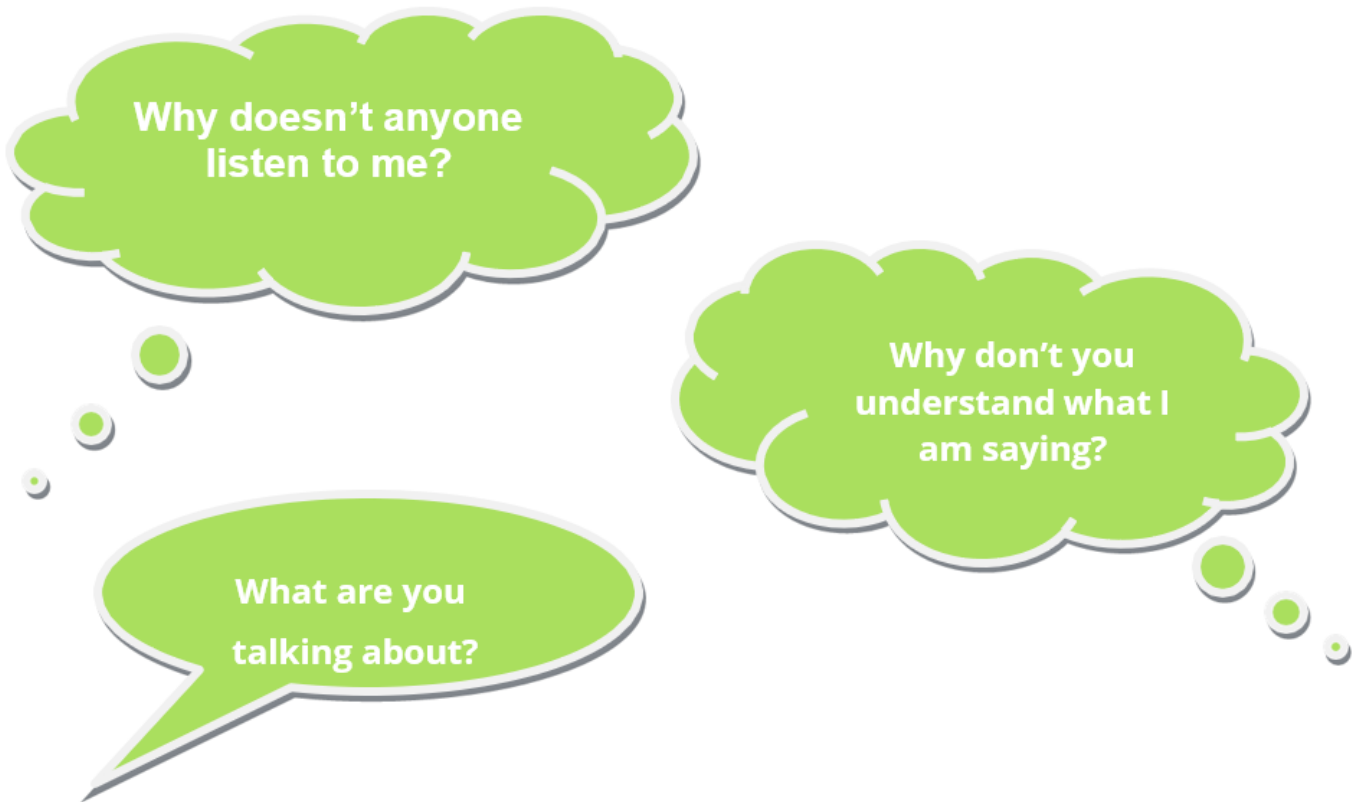 Why doesn’t anyone
listen to me?
Why don’t you
understand what I
am saying?
What are you
talking about?